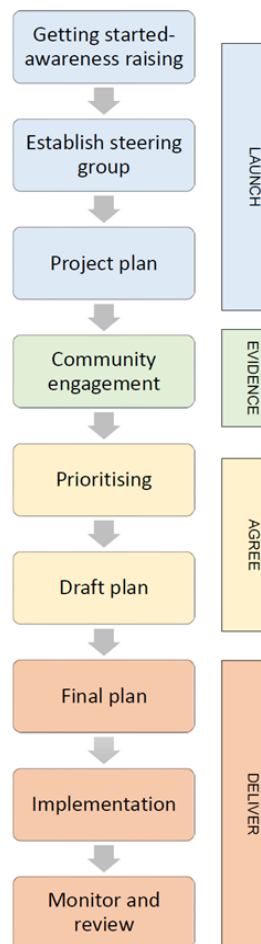 Getting started-
awareness raising
Establish steering
group
Project plan
LAUNCH
Community
engagement
EVIDENCE
Prioritising
Draft plan
AGREE
Final plan
Implementation
Monitor and
review
DELIVER